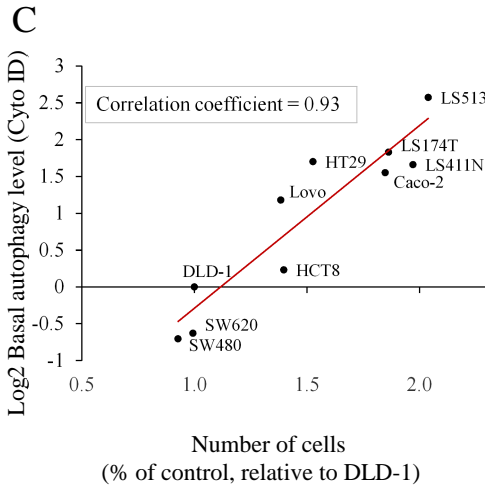 C
Log2 Basal autophagy level (Cyto ID)
3
2.5
2
1.5
1
0.5
0
-0.5
-1
Correlation coefficient = 0.93
LS513
LS174T
HT29
LS411N
Caco-2
Lovo
DLD-1
HCT8
SW620
SW480
0.5
1.0
1.5
2.0
Number of cells
(% of control, relative to DLD-1)